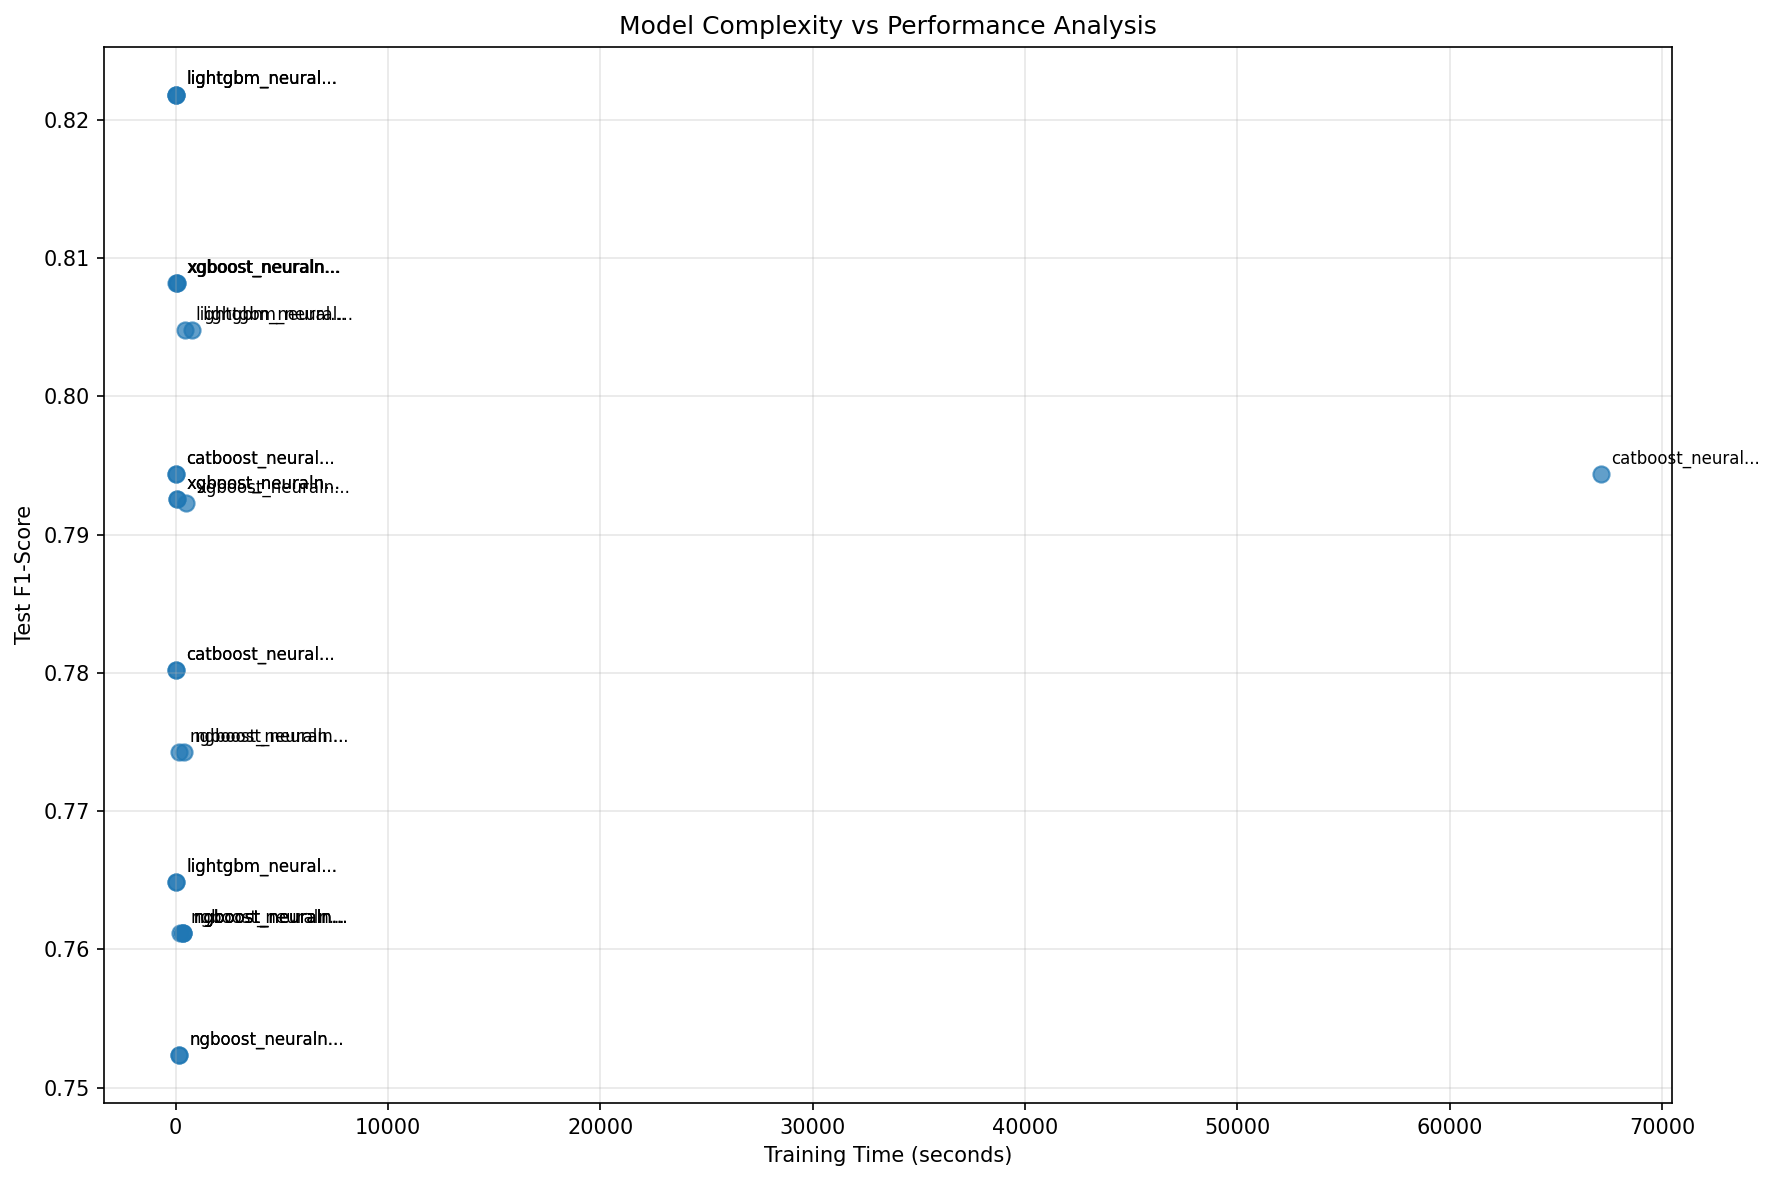 Model Complexity vs Performance Analysis
lightgbm_neural...
0.82
0.81
xgboost_neuraln...
lightgbm_neural...
0.80
catboost_neural...
catboost_neural...
xgboost_neuraln...
xgboost_neuraln...
0.79
Test F1-Score
catboost_neural...
0.78
ngboost_neuraln...
0.77
lightgbm_neural...
ngboost_neuraln...
0.76
ngboost_neuraln...
0.75
0 10000 20000 30000 40000 50000 60000 70000
Training Time (seconds)